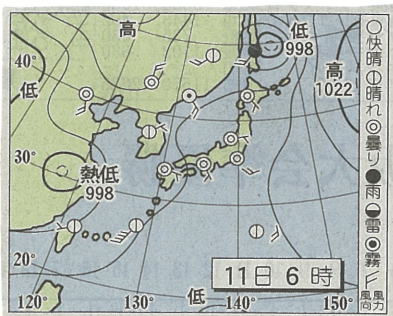 高
低
998
高
1022
40°
低
30°
熱低
998
20°
11日6時
120°
130°
低
140°
150°
○快晴
晴れ
◎曇り
●雨
雷
霧
風向
風力